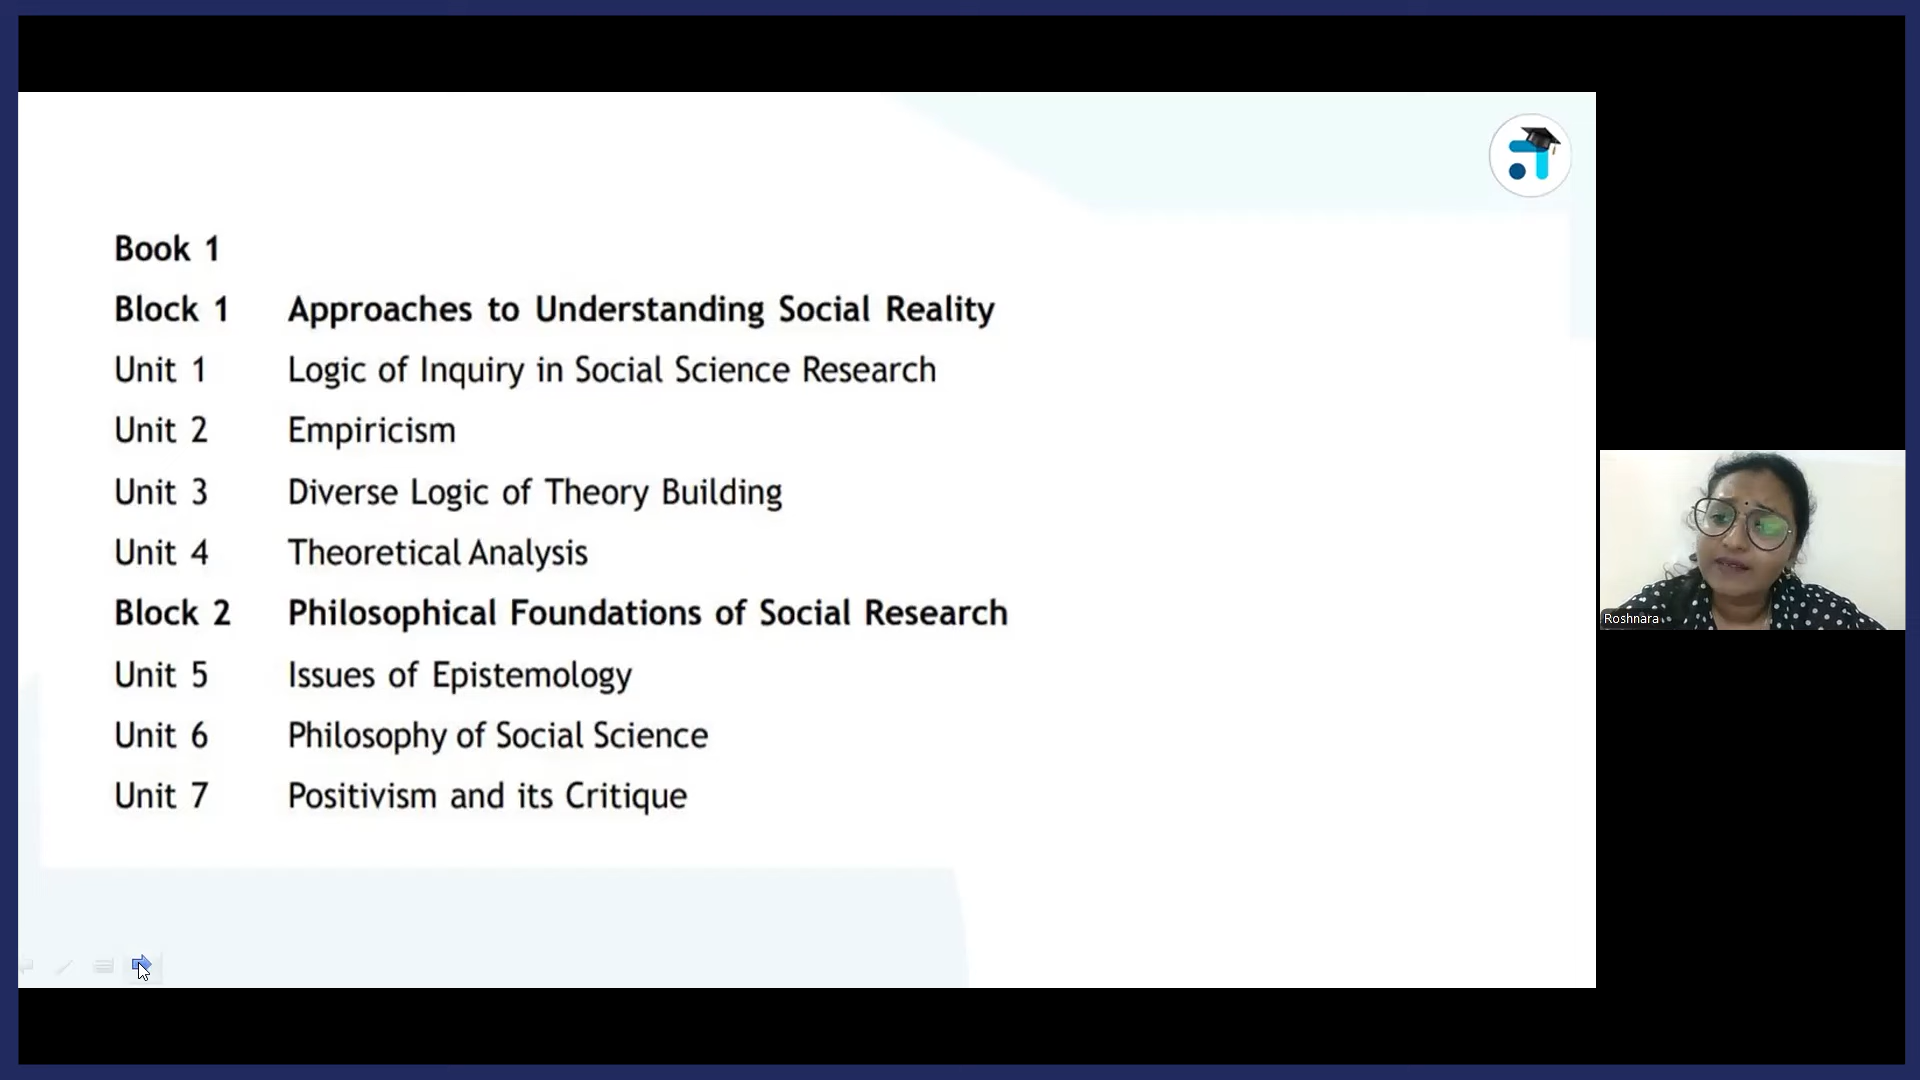 Book 1
Block 1 Approaches to Understanding Social Reality
Unit 1 Logic of Inquiry in Social Science Research
Unit 2 Empiricism
Unit 3 Diverse Logic of Theory Building
Unit 4 Theoretical Analysis
Block 2 Philosophical Foundations of Social Research
Unit 5 Issues of Epistemology
Unit 6 Philosophy of Social Science
Unit 7 Positivism and its Critique
Roshnara